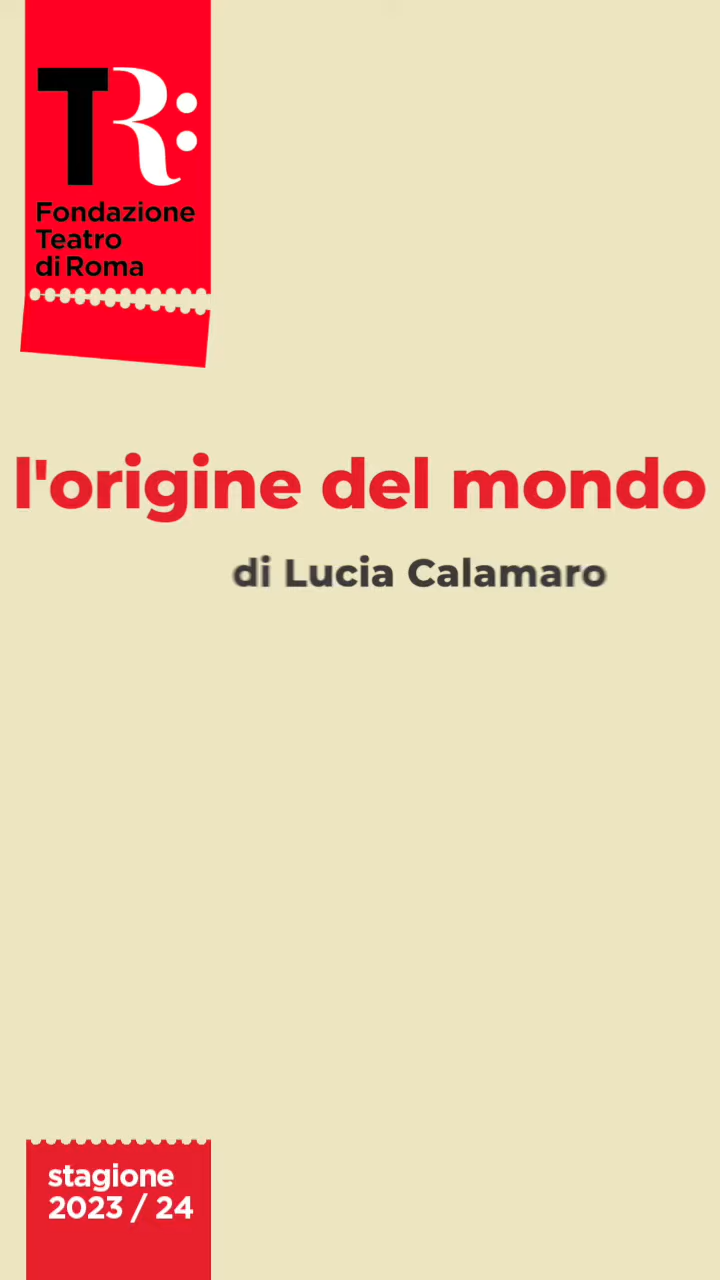 TR:
Fondazione
Teatro
di Roma
l'origine del mondo
di Lucia Calamaro
stagione
2023 / 24